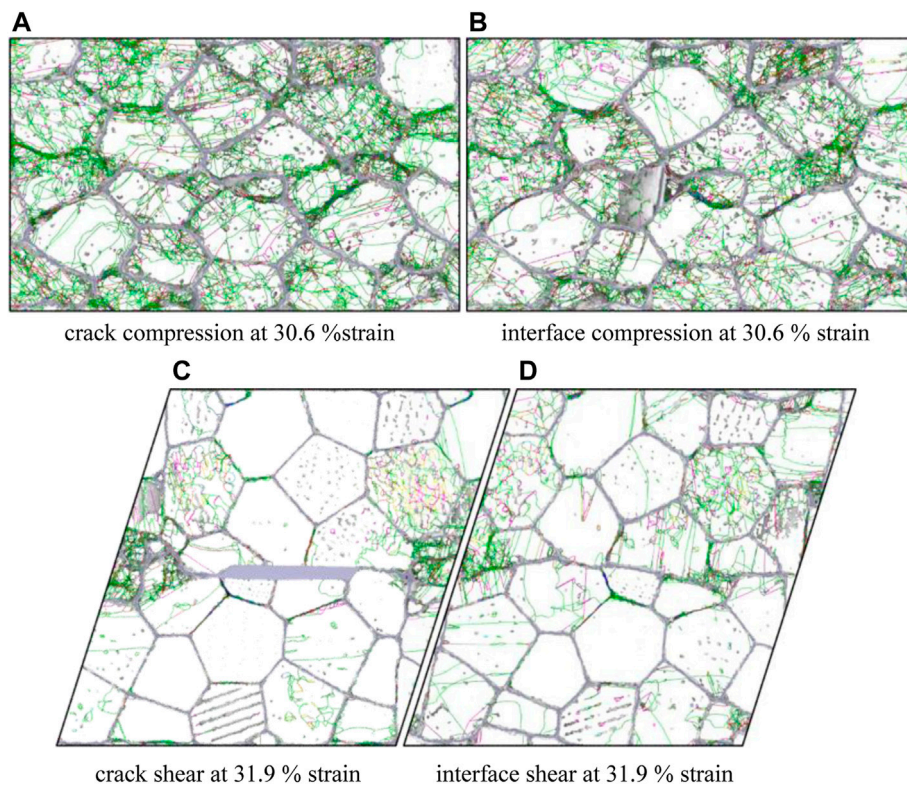 A
B
crack compression at 30.6 %strain
interface compression at 30.6 % strain
C
D
crack shear at 31.9 % strain
interface shear at 31.9 % strain